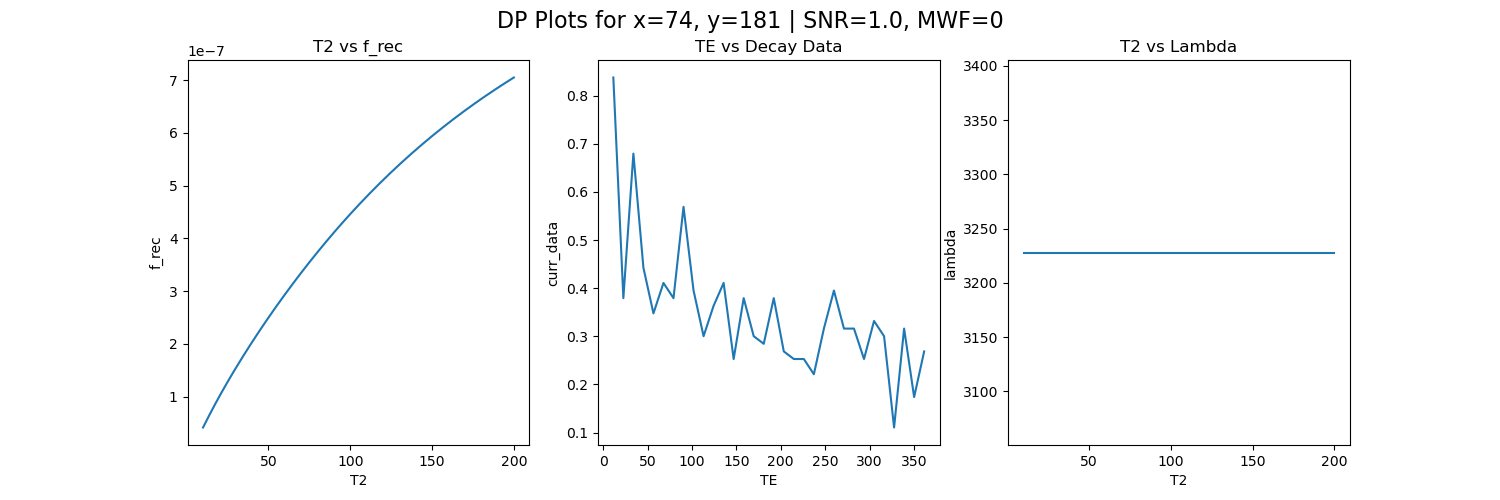 DP Plots for x=74, y=181 | SNR=1.0, MWF=0
T2 vs f_rec
1e−7
7
6
5
4
3
2
1
f_rec
50 100 150 200
T2
TE vs Decay Data
0.8
0.7
0.6
0.5
0.4
0.3
0.2
0.1
curr_data
0 50 100 150 200 250 300 350
TE
T2 vs Lambda
3400
3350
3300
3250
3200
3150
3100
lambda
50 100 150 200
T2